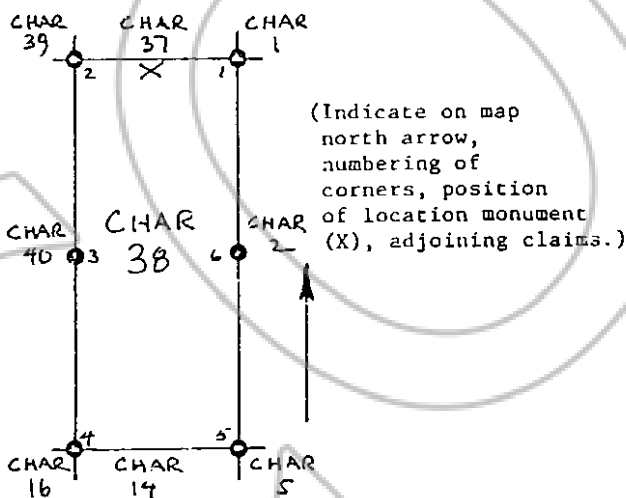 CHAR
39
CHAR
37
CHAR
1
2
X
1
(Indicate on map
north arrow,
numbering of
corners, position
of location monument
(X), adjoining claims.)
CHAR
40
3
CHAR
38
6
CHAR
2
4
5
CHAR
16
CHAR
14
CHAR
5